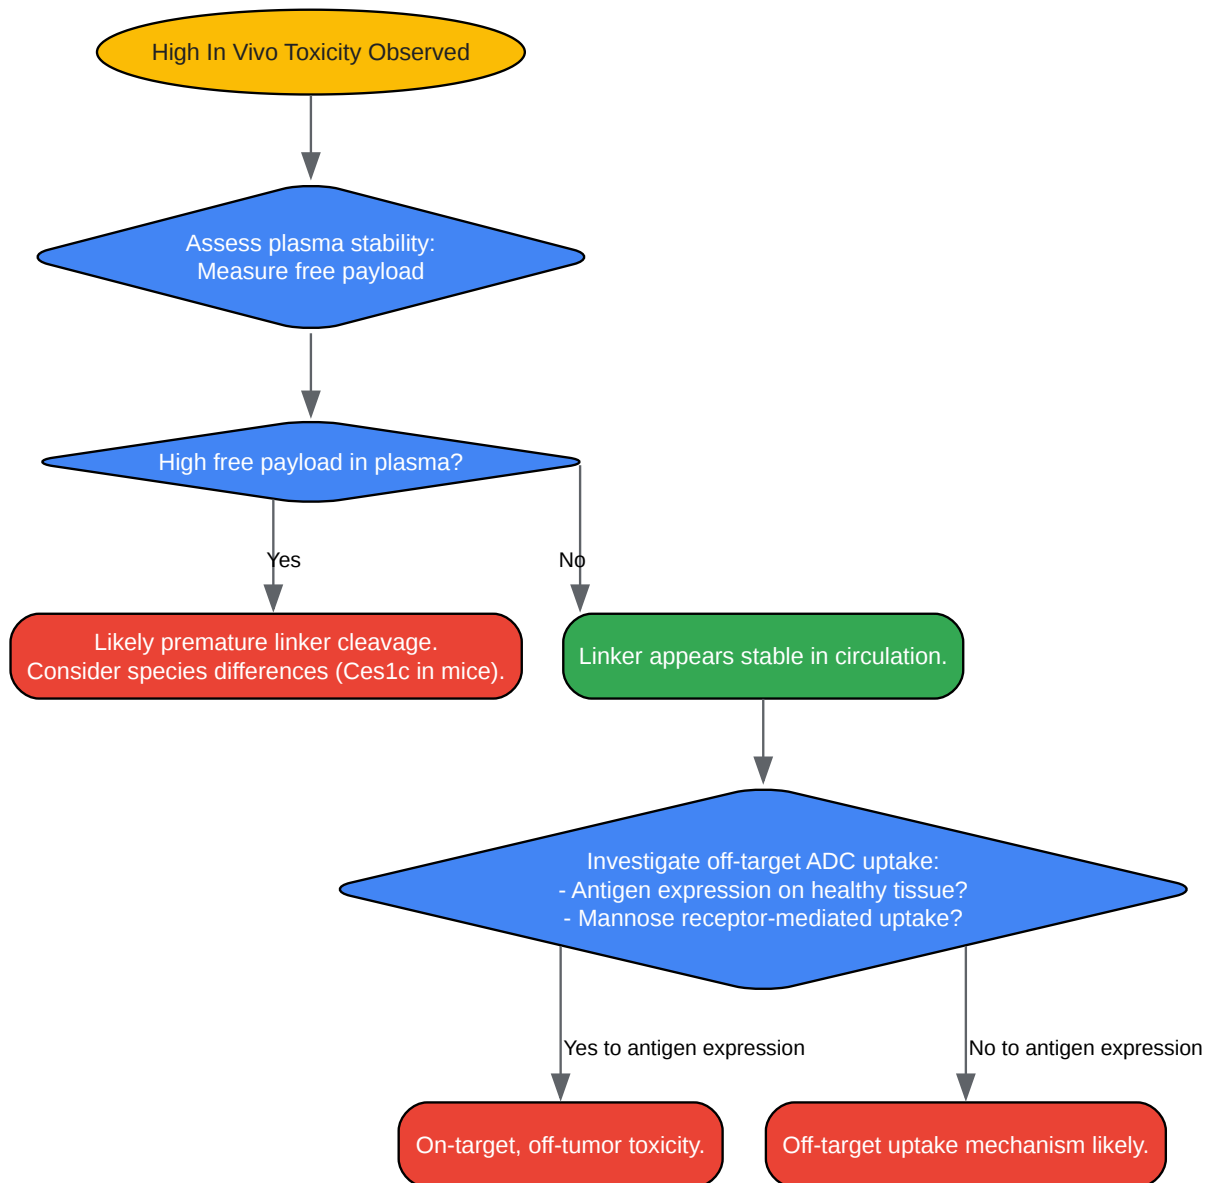 High In Vivo Toxicity Observed
Assess plasma stability:
Measure free payload
High free payload in plasma?
Yes
No
Likely premature linker cleavage.
Consider species differences (Ces1c in mice).
Linker appears stable in circulation.
Investigate off-target ADC uptake:
- Antigen expression on healthy tissue?
- Mannose receptor-mediated uptake?
Yes to antigen expression
No to antigen expression
On-target, off-tumor toxicity.
Off-target uptake mechanism likely.